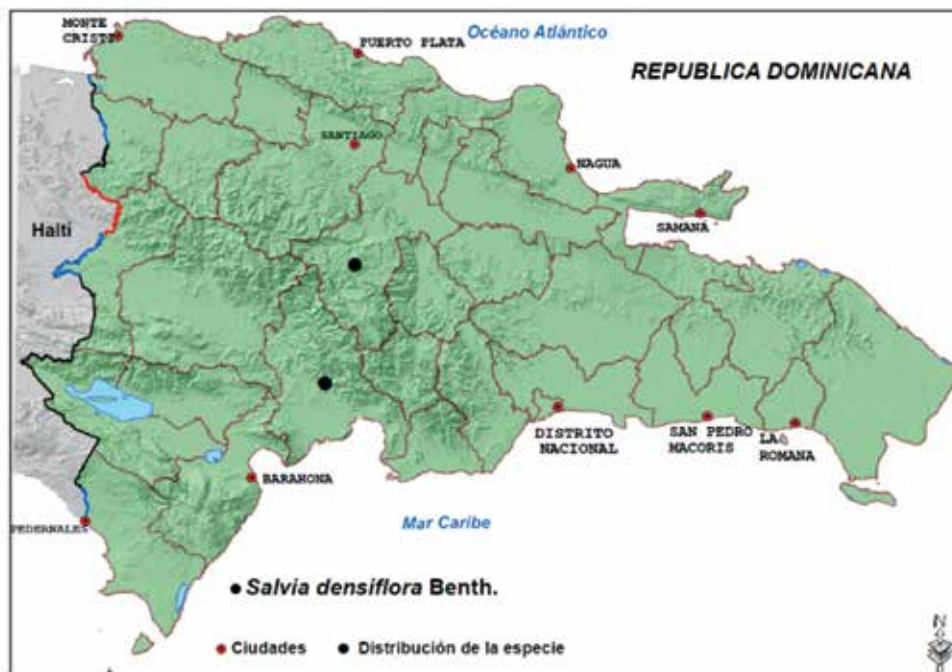 MONTE
CRISTI
PUERTO PLATA
Océano Atlántico
REPUBLICA DOMINICANA
SANTIAGO
NAGUA
SAMANÁ
Haití
DISTRITO
NACIONAL
SAN PEDRO
MACORIS
LA
ROMANA
BARAHONA
PEDERNALES
Mar Caribe
Salvia densiflora Benth.
Ciudades
Distribución de la especie
N